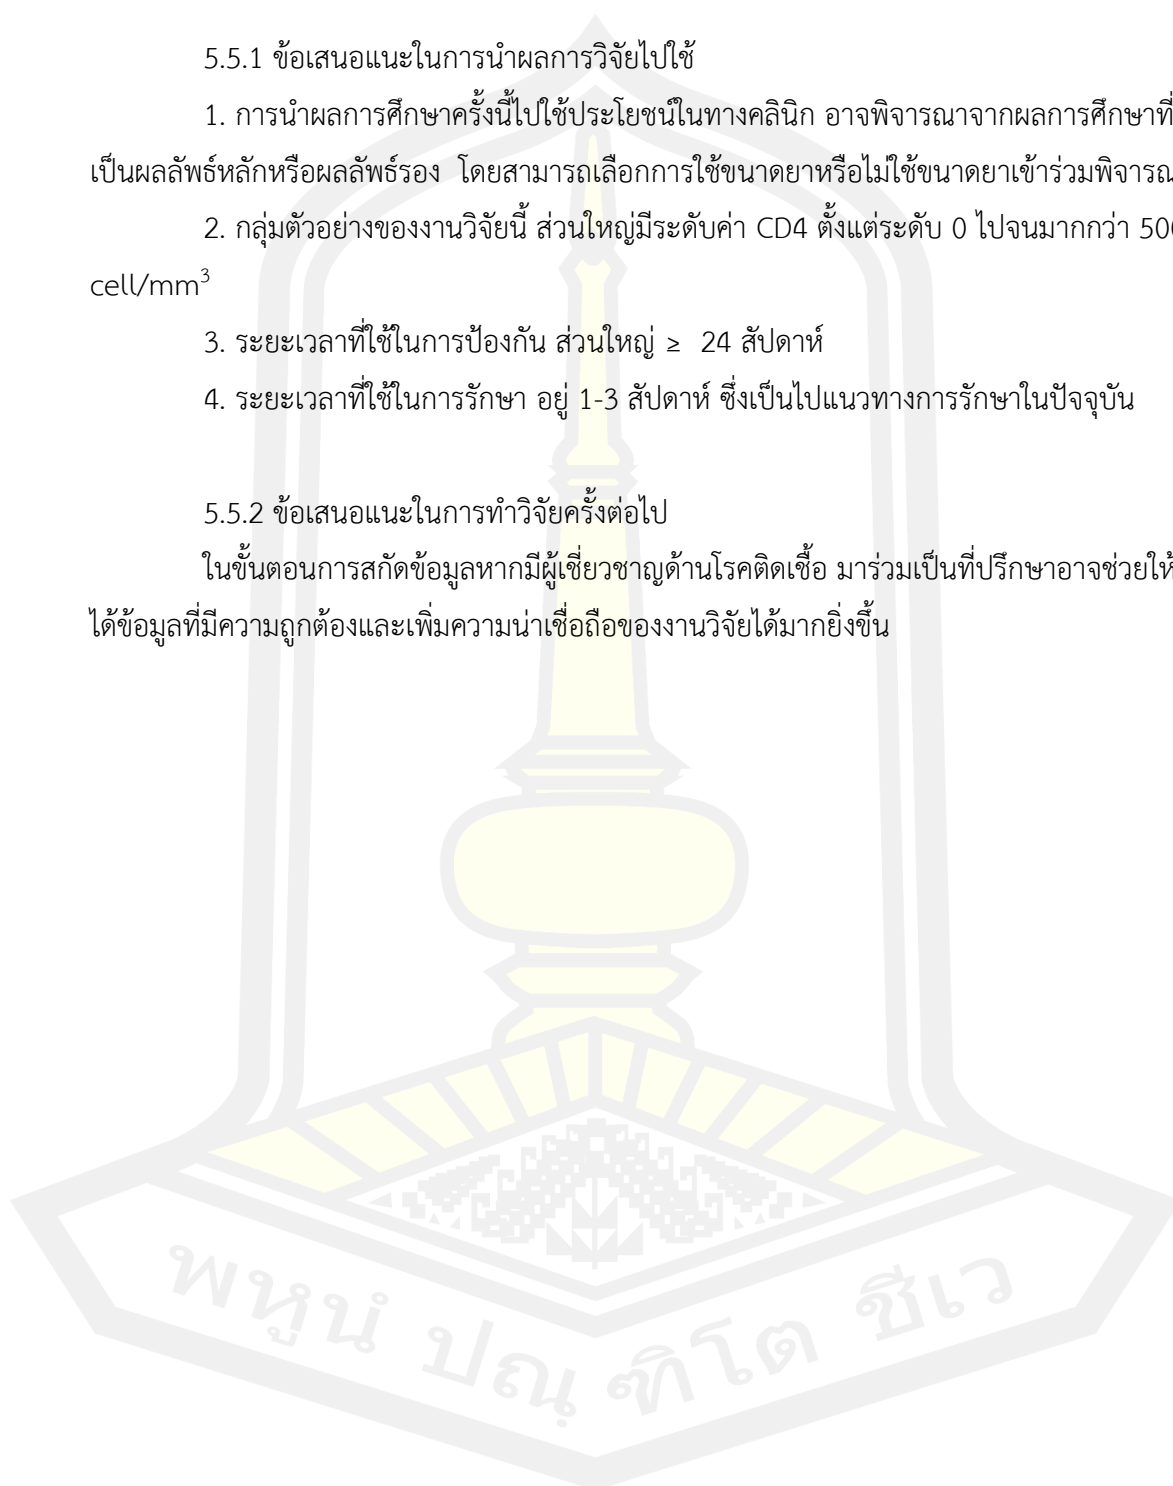 5.5.1 ข้อเสนอแนะในการนำผลการวิจัยไปใช้
1. การนำผลการศึกษาครั้งนี้ไปใช้ประโยชน์ในทางคลินิก อาจพิจารณาจากผลการศึกษาที่
เป็นผลลัพธ์หลักหรือผลลัพธ์รอง โดยสามารถเลือกการใช้ขนาดยาหรือไม่ใช้ขนาดยาเข้าร่วม
2. กลุ่มตัวอย่างของงานวิจัยนี้ ส่วนใหญ่มีระดับค่า CD4 ตั้งแต่ระดับ 0 ไปจนมากกว่า
cell/mm³
3. ระยะเวลาที่ใช้ในการป้องกัน ส่วนใหญ่ ≥ 24 สัปดาห์
4. ระยะเวลาที่ใช้ในการรักษา อยู่ 1-3 สัปดาห์ ซึ่งเป็นไปแนวทางการรักษาในปัจจุบัน
5.5.2 ข้อเสนอแนะในการทำวิจัยครั้งต่อไป
ในขั้นตอนการสกัดข้อมูลหากมีผู้เชี่ยวชาญด้านโรคติดเชื้อ มาร่วมเป็นที่ปรึกษาอาจช่วยให้
ได้ข้อมูลที่มีความถูกต้องและเพิ่มความน่าเชื่อถือของงานวิจัยได้มากยิ่งขึ้น
พหูนํ ปณฺ ฑิโต ชีเว